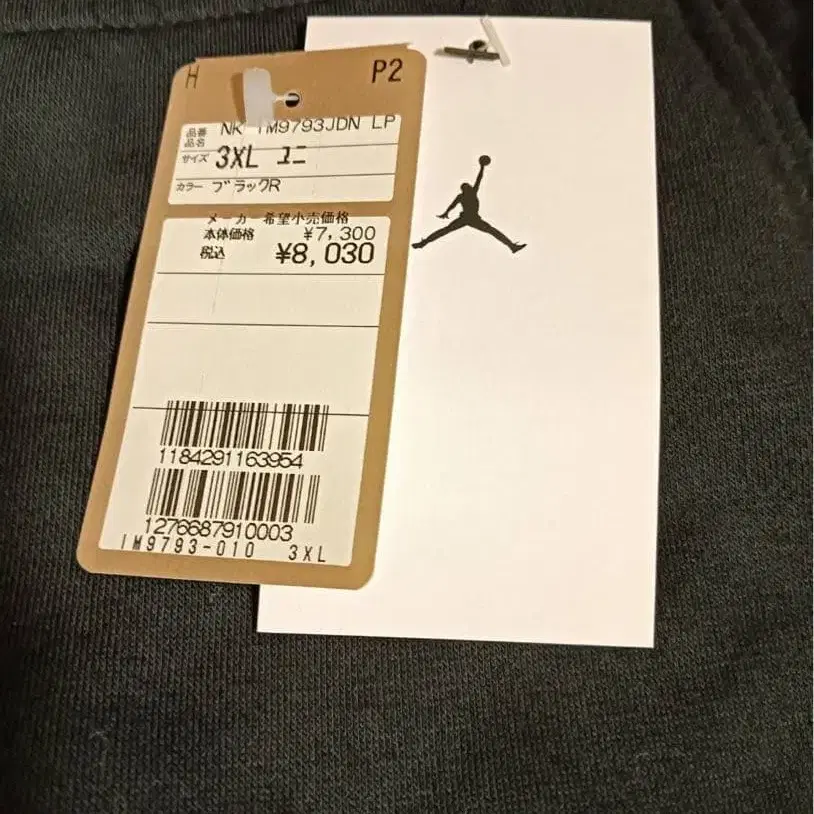 H P2
品番 NK IM9793JDN LP
品名
サイズ 3XL ユニ
カラー ブラックR
メーカー希望小売価格
本体価格 ¥7,300
税込 ¥8,030
1184291163954
1276687910003
IM9793-010 3XL